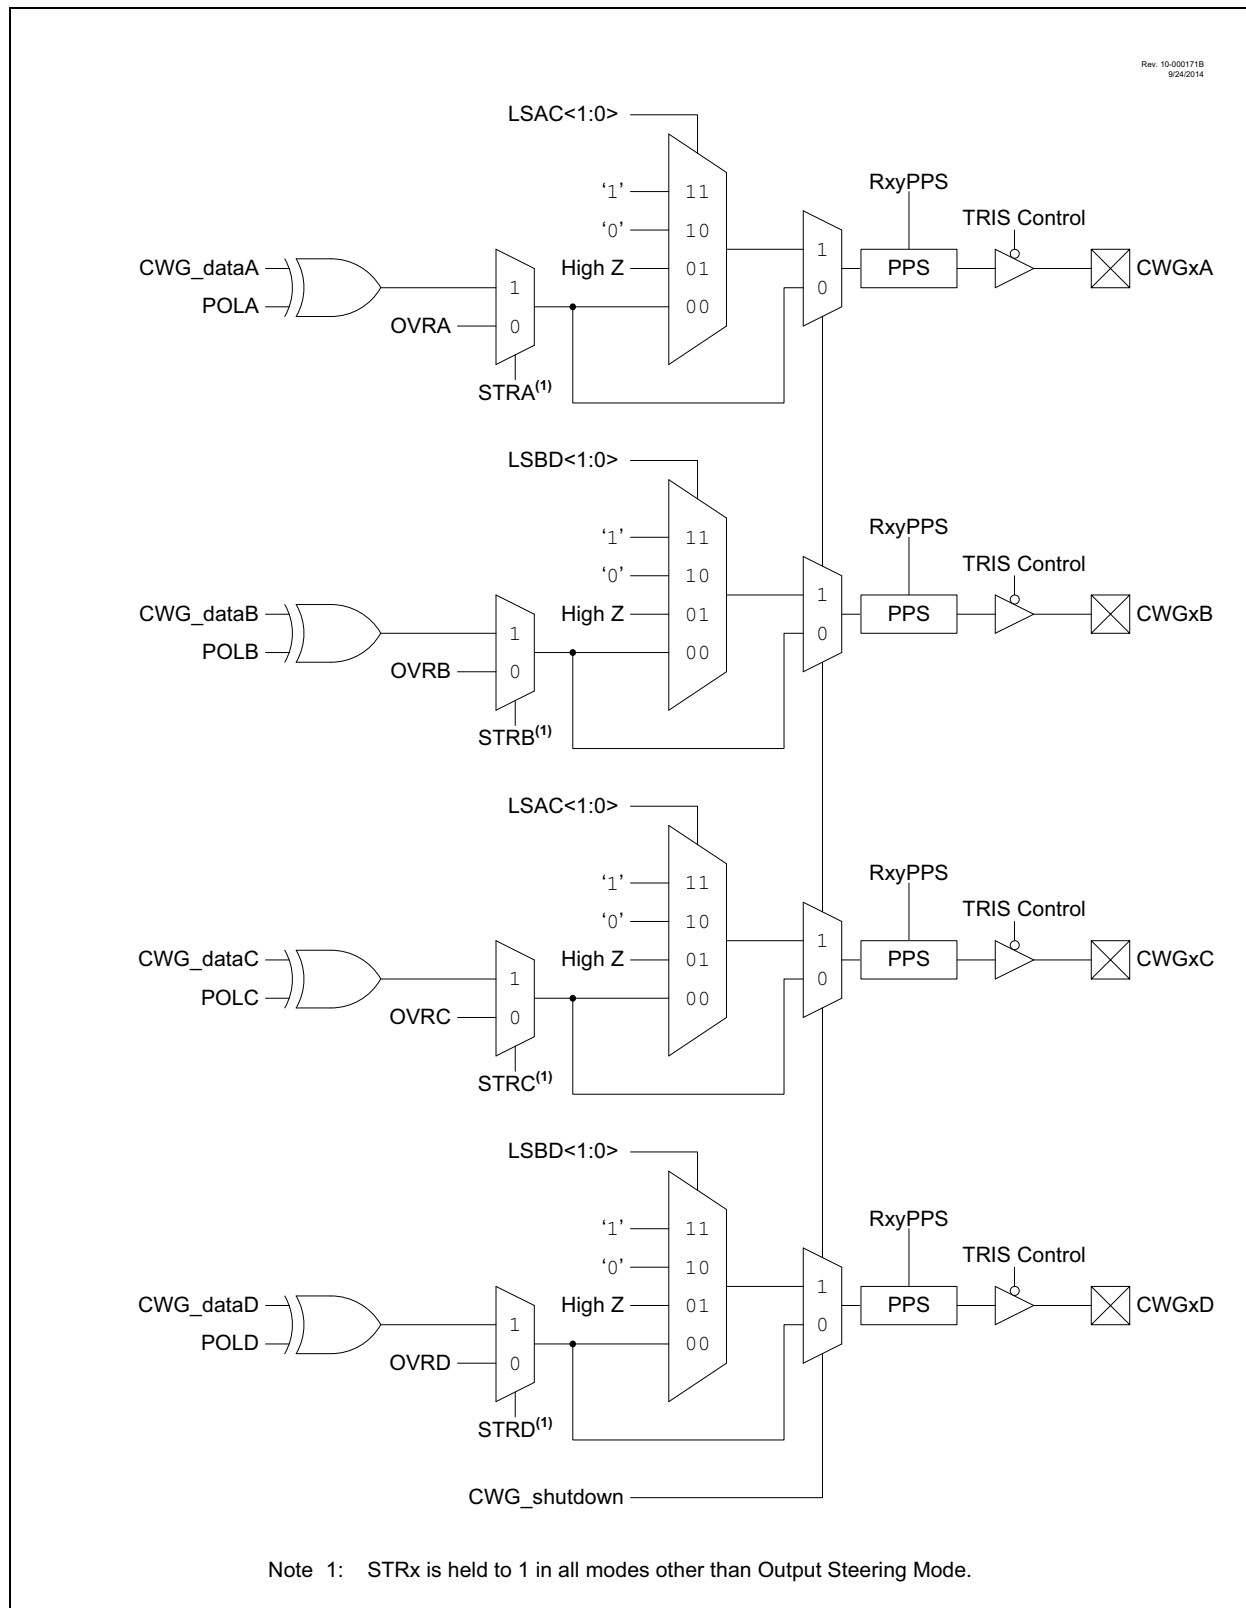 Rev. 10-000171B
9/24/2014
LSAC<1:0>
‘1’ 11
‘0’ 10
High Z 01
00
CWG_dataA
POLA
1
OVRA 0
STRA(1)
1
0
RxyPPS
PPS
TRIS Control
CWGxA
LSBD<1:0>
‘1’ 11
‘0’ 10
High Z 01
00
CWG_dataB
POLB
1
OVRB 0
STRB(1)
1
0
RxyPPS
PPS
TRIS Control
CWGxB
LSAC<1:0>
‘1’ 11
‘0’ 10
High Z 01
00
CWG_dataC
POLC
1
OVRC 0
STRC(1)
1
0
RxyPPS
PPS
TRIS Control
CWGxC
LSBD<1:0>
‘1’ 11
‘0’ 10
High Z 01
00
CWG_dataD
POLD
1
OVRD 0
STRD(1)
1
0
RxyPPS
PPS
TRIS Control
CWGxD
CWG_shutdown
Note 1: STRx is held to 1 in all modes other than Output Steering Mode.